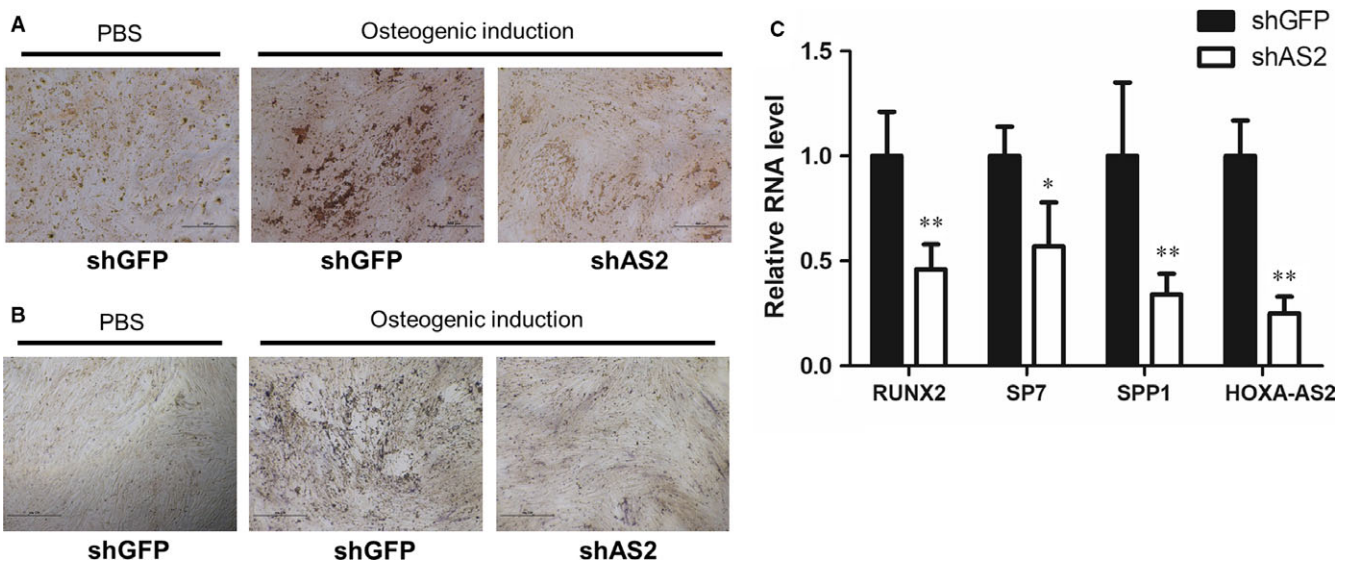 A
PBS
Osteogenic induction
shGFP
shGFP
shAS2
B
PBS
Osteogenic induction
shGFP
shGFP
shAS2
C
shGFP
shAS2
Relative RNA level
1.5
1.0
0.5
0.0
**
*
**
**
RUNX2
SP7
SPP1
HOXA-AS2